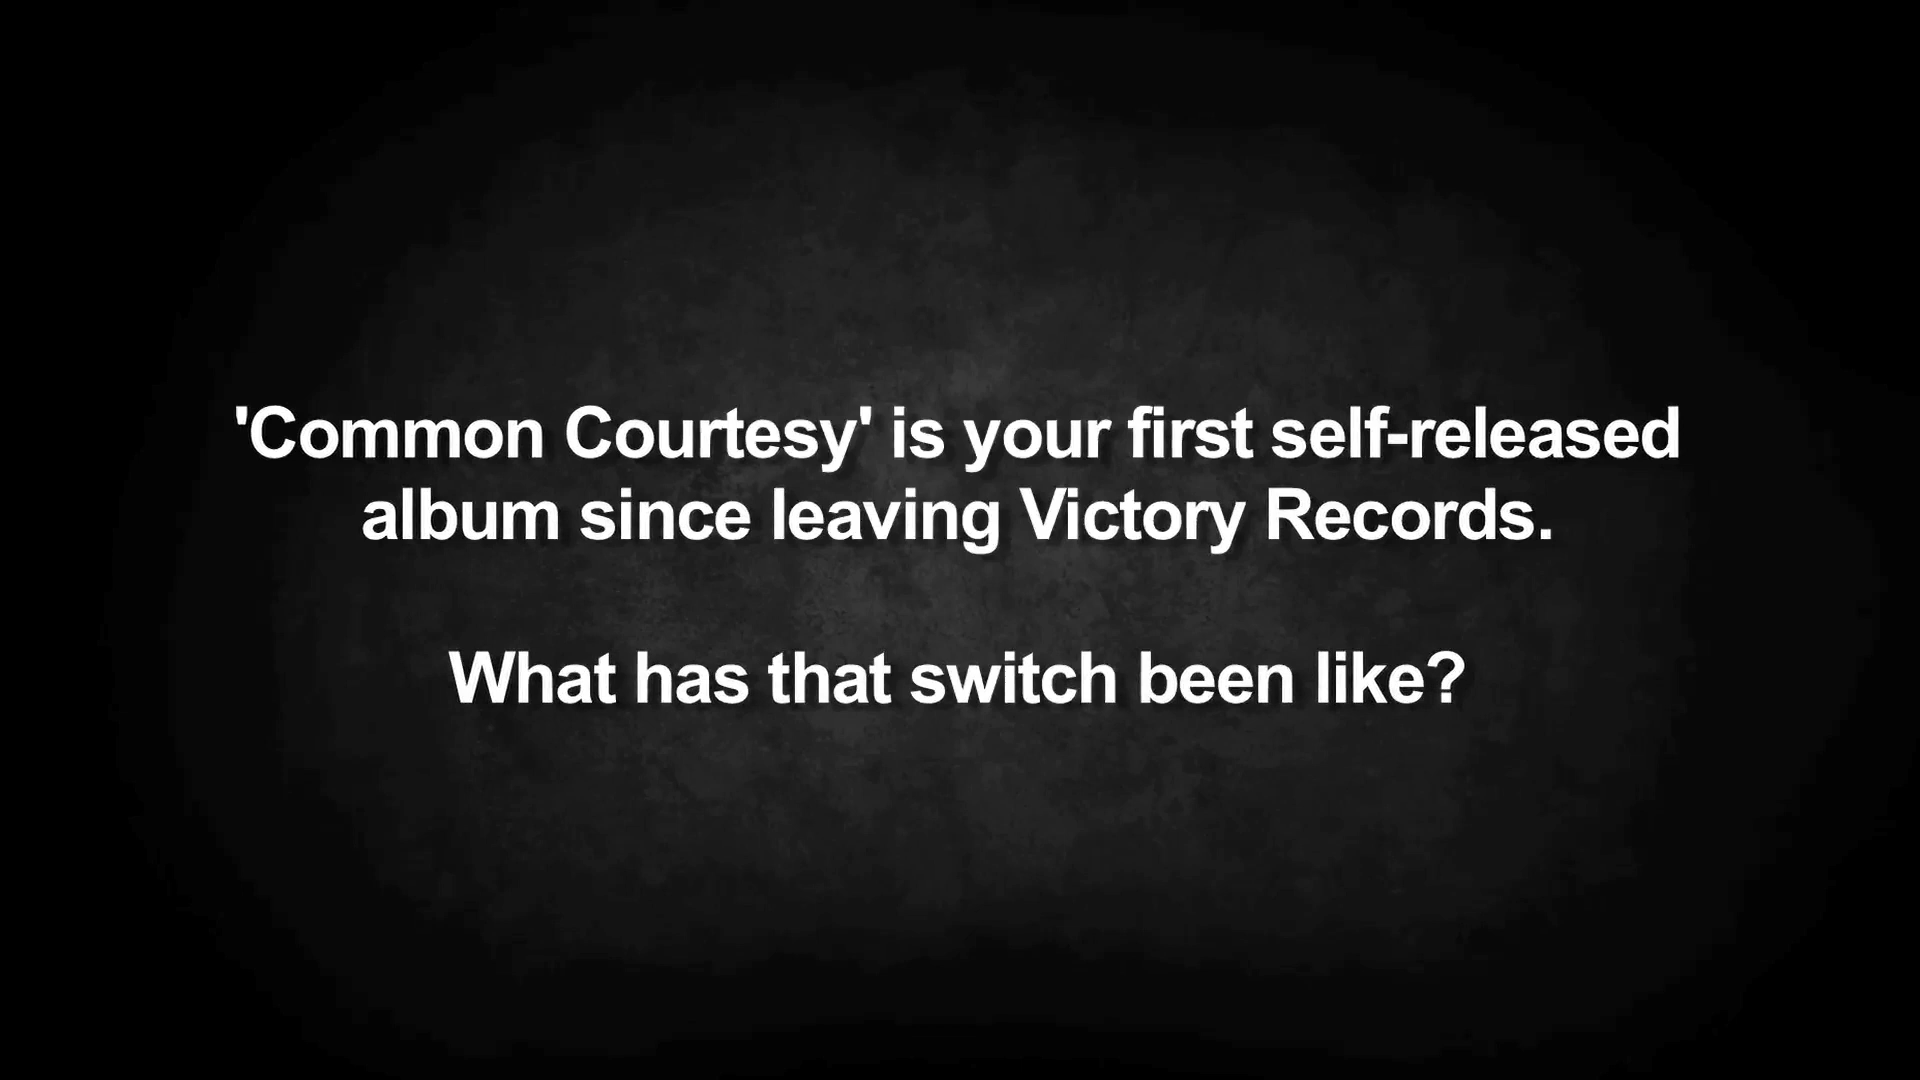 'Common Courtesy' is your first self-released
album since leaving Victory Records.
What has that switch been like?